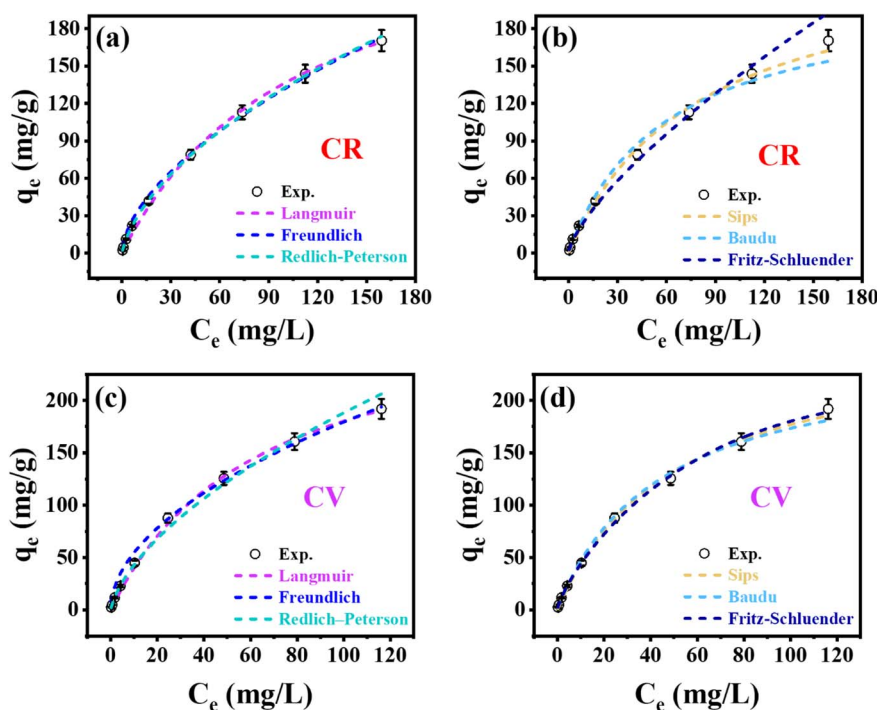 (a)
180
150
120
90
60
30
0
q_e (mg/g)
CR
Exp.
Langmuir
Freundlich
Redlich-Peterson
0 30 60 90 120 150 180
C_e (mg/L)
(b)
180
150
120
90
60
30
0
q_e (mg/g)
CR
Exp.
Sips
Baudu
Fritz-Schluender
0 30 60 90 120 150 180
C_e (mg/L)
(c)
200
150
100
50
0
q_e (mg/g)
CV
Exp.
Langmuir
Freundlich
Redlich–Peterson
0 20 40 60 80 100 120
C_e (mg/L)
(d)
200
150
100
50
0
q_e (mg/g)
CV
Exp.
Sips
Baudu
Fritz-Schluender
0 20 40 60 80 100 120
C_e (mg/L)